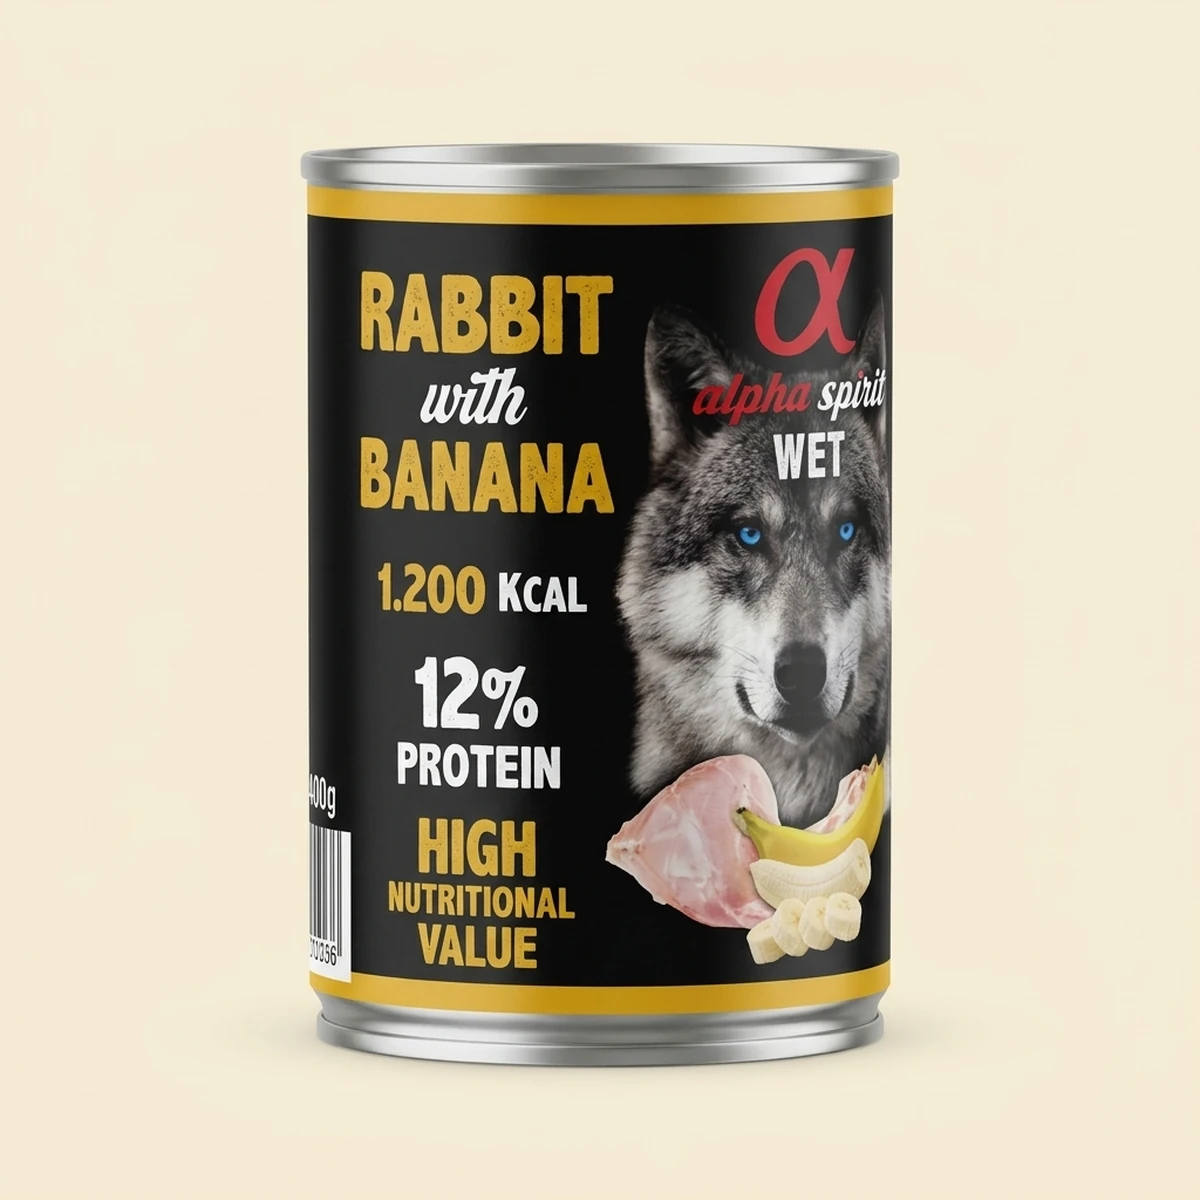 RABBIT
with
BANANA
1.200 KCAL
12%
PROTEIN
HIGH
NUTRITIONAL
VALUE
α
alpha spirit
WET
400g